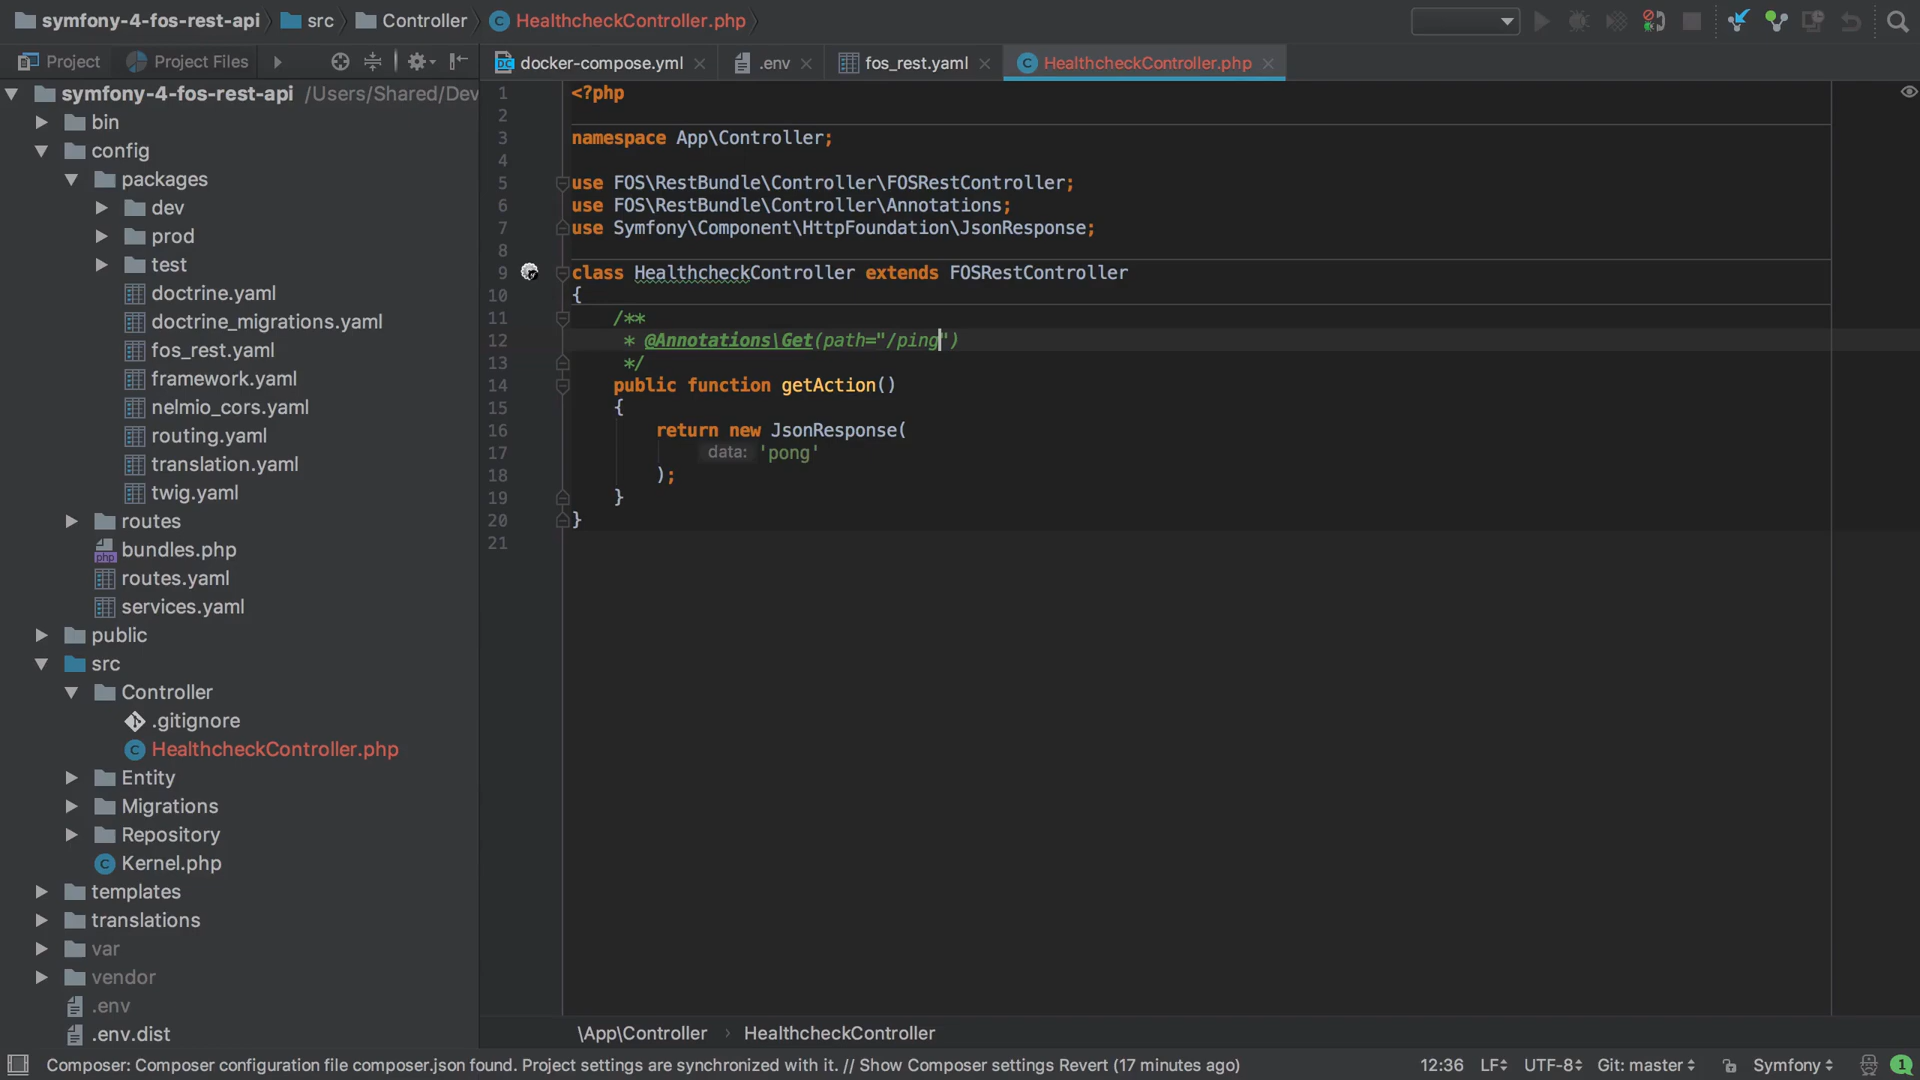 symfony-4-fos-rest-api src Controller HealthcheckController.php
Project Project Files
docker-compose.yml .env fos_rest.yaml HealthcheckController.php
symfony-4-fos-rest-api /Users/Shared/Dev
bin
config
packages
dev
prod
test
doctrine.yaml
doctrine_migrations.yaml
fos_rest.yaml
framework.yaml
nelmio_cors.yaml
routing.yaml
translation.yaml
twig.yaml
routes
bundles.php
routes.yaml
services.yaml
public
src
Controller
.gitignore
HealthcheckController.php
Entity
Migrations
Repository
Kernel.php
templates
translations
var
vendor
.env
.env.dist
1 <?php
2
3 namespace App\Controller;
4
5 use FOS\RestBundle\Controller\FOSRestController;
6 use FOS\RestBundle\Controller\Annotations;
7 use Symfony\Component\HttpFoundation\JsonResponse;
8
9 class HealthcheckController extends FOSRestController
10 {
11 /**
12 * @Annotations\Get(path="/ping")
13 */
14 public function getAction()
15 {
16 return new JsonResponse(
17 data: 'pong'
18 );
19 }
20 }
21
\App\Controller › HealthcheckController
Composer: Composer configuration file composer.json found. Project settings are synchronized with it. // Show Composer settings Revert (17 minutes ago) 12:36 LF UTF-8 Git: master Symfony 1